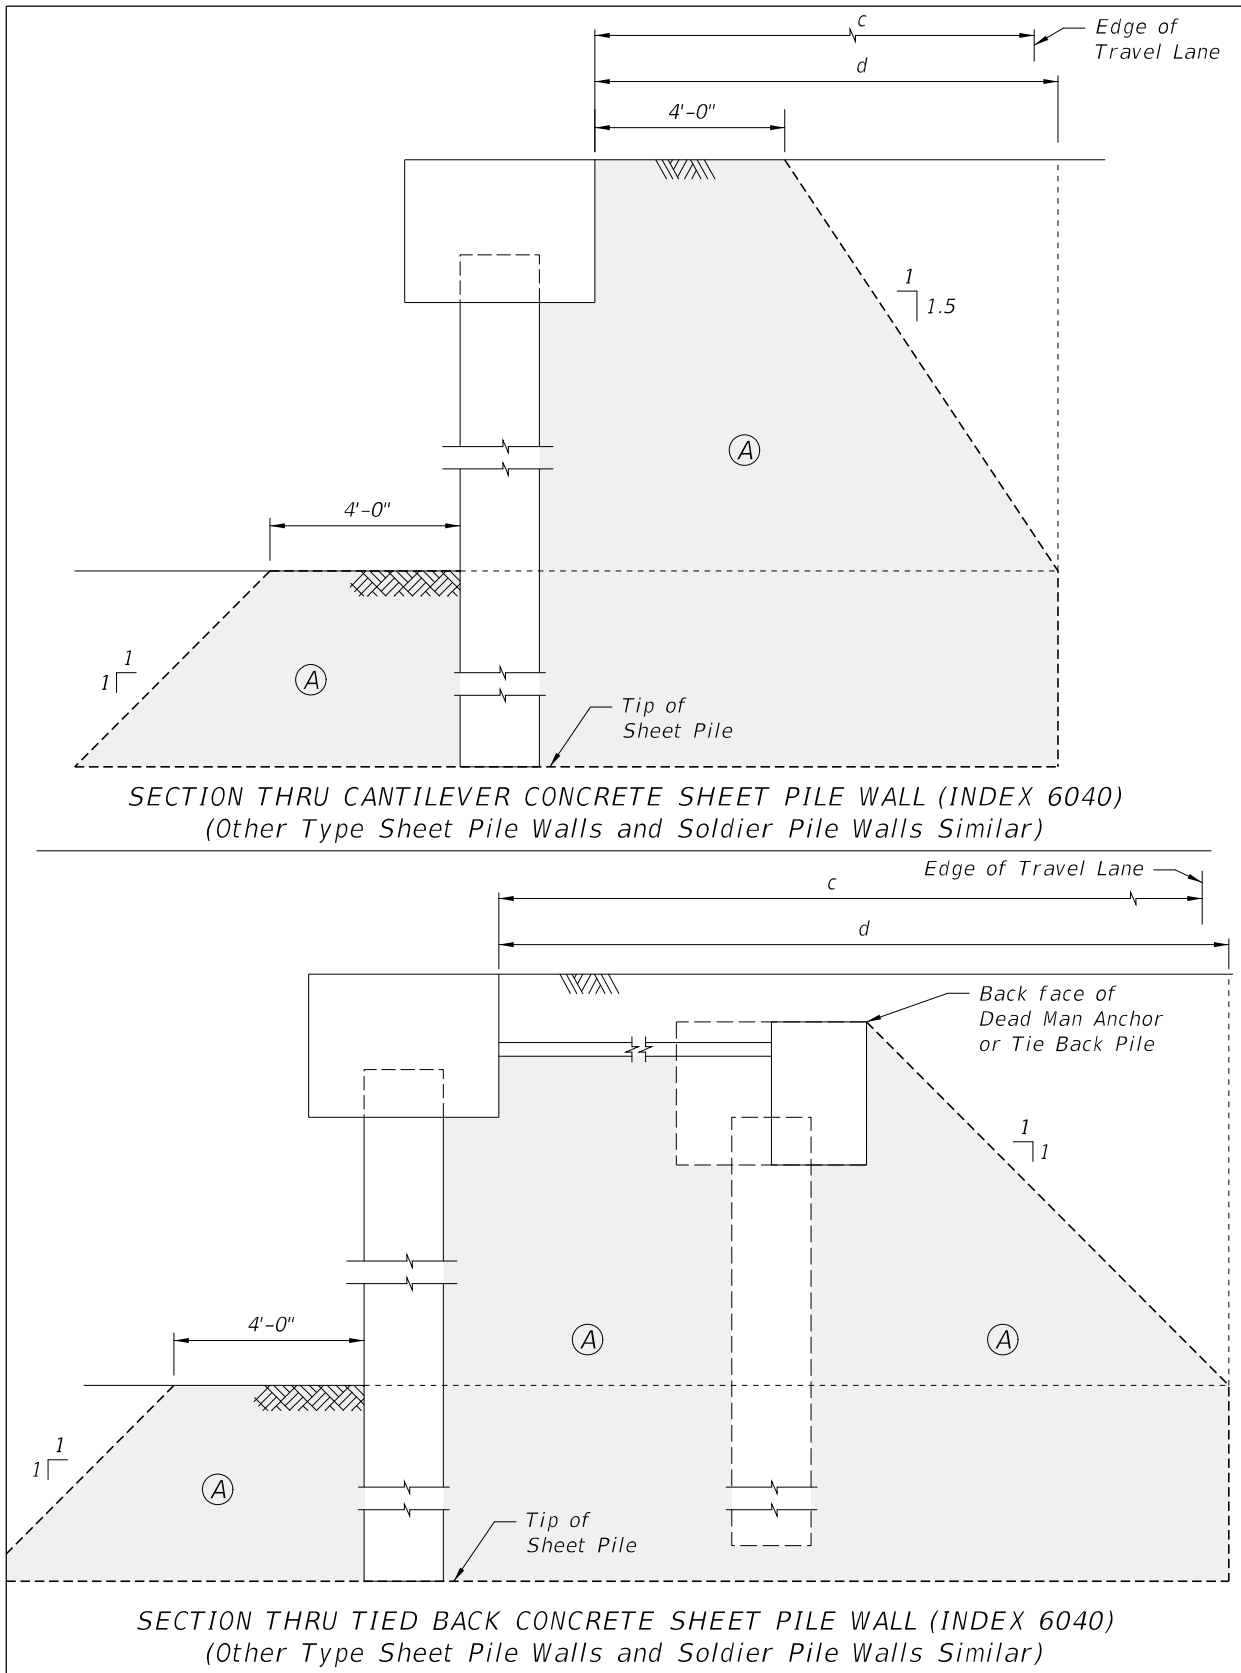 c
Edge of
Travel Lane
d
4'-0"
1
1.5
A
4'-0"
1
1
A
Tip of
Sheet Pile
SECTION THRU CANTILEVER CONCRETE SHEET PILE WALL (INDEX 6040)
(Other Type Sheet Pile Walls and Soldier Pile Walls Similar)
Edge of Travel Lane
c
d
Back face of
Dead Man Anchor
or Tie Back Pile
1
1
4'-0"
A
A
1
1
A
Tip of
Sheet Pile
SECTION THRU TIED BACK CONCRETE SHEET PILE WALL (INDEX 6040)
(Other Type Sheet Pile Walls and Soldier Pile Walls Similar)